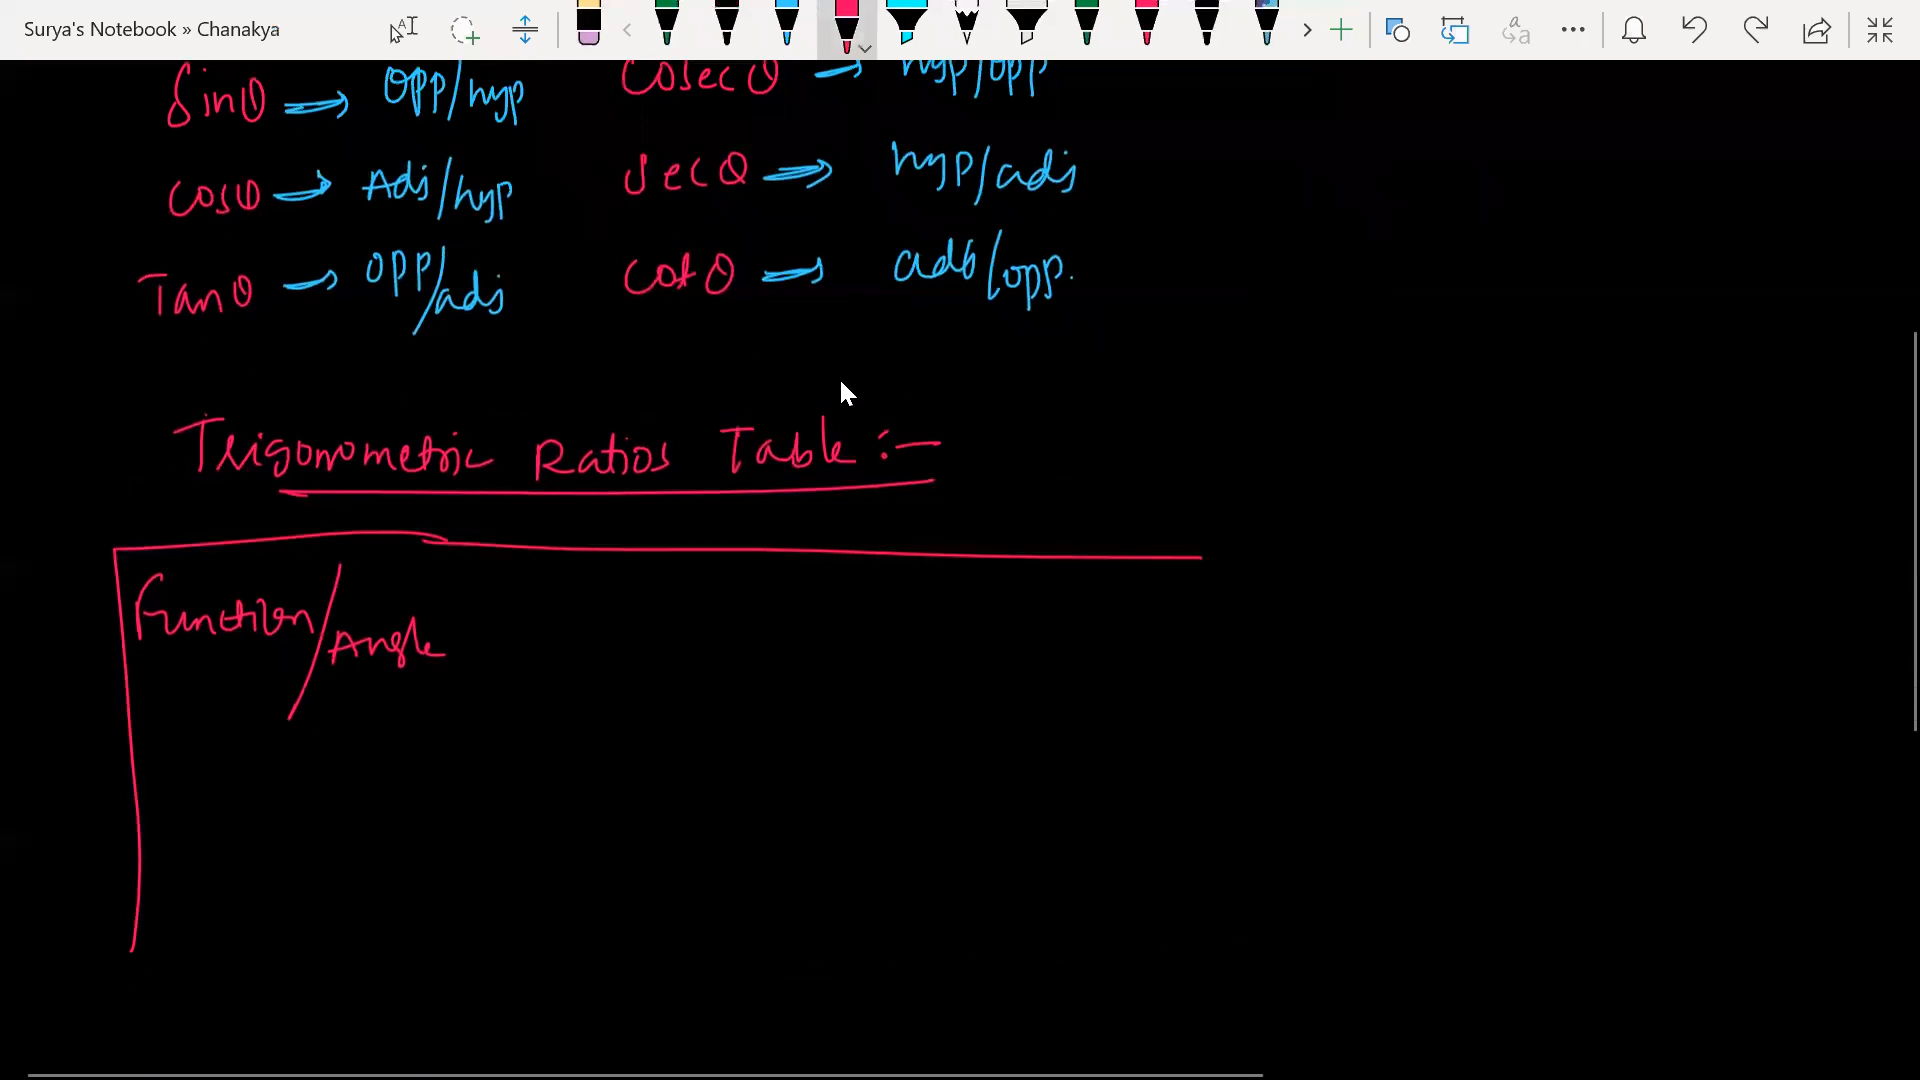 Surya's Notebook » Chanakya
Sinθ → opp/hyp Cosecθ → hyp/opp
Cosθ → Adj/hyp Secθ → hyp/adj
Tanθ → opp/adj Cotθ → adj/opp.
Trigonometric Ratios Table :-
Function/Angle